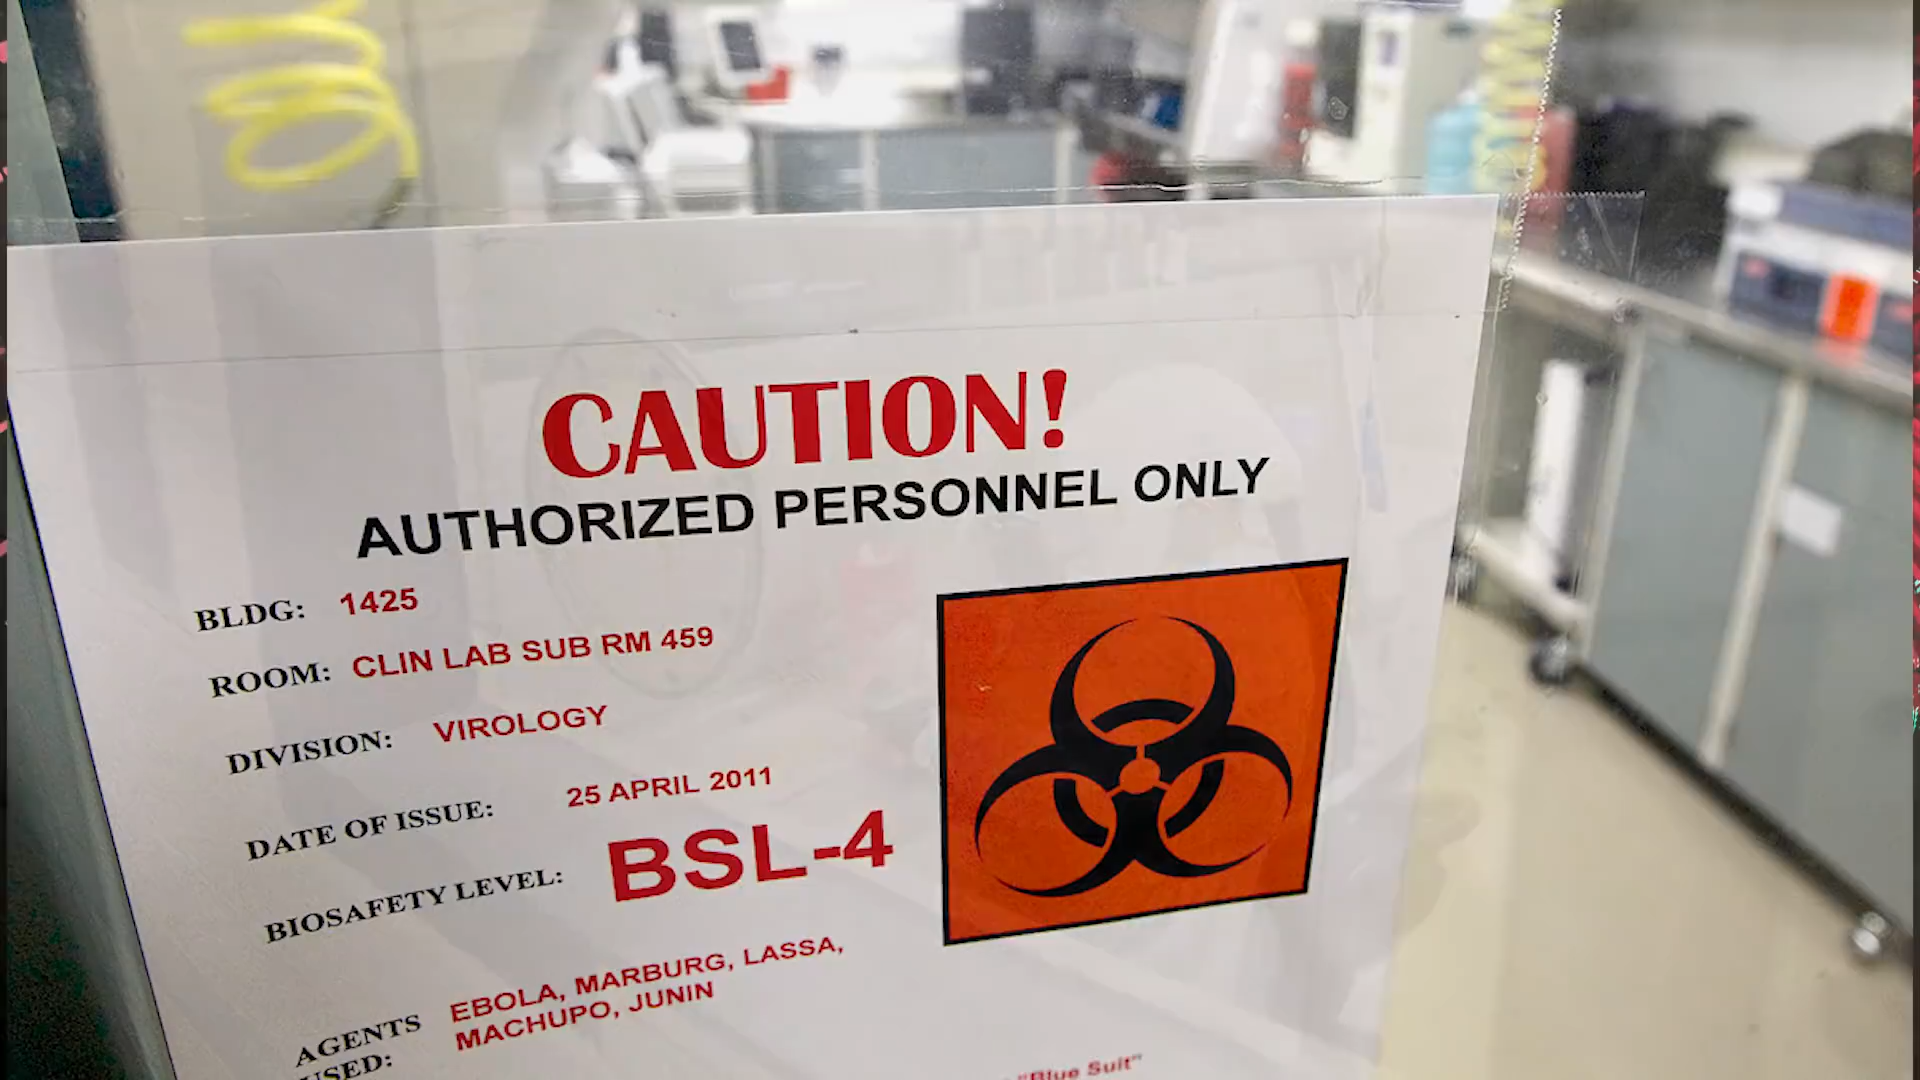 CAUTION!
AUTHORIZED PERSONNEL ONLY
BLDG: 1425
ROOM: CLIN LAB SUB RM 459
DIVISION: VIROLOGY
DATE OF ISSUE: 25 APRIL 2011
BIOSAFETY LEVEL: BSL-4
AGENTS USED: EBOLA, MARBURG, LASSA,
MACHUPO, JUNIN
"Blue Suit"